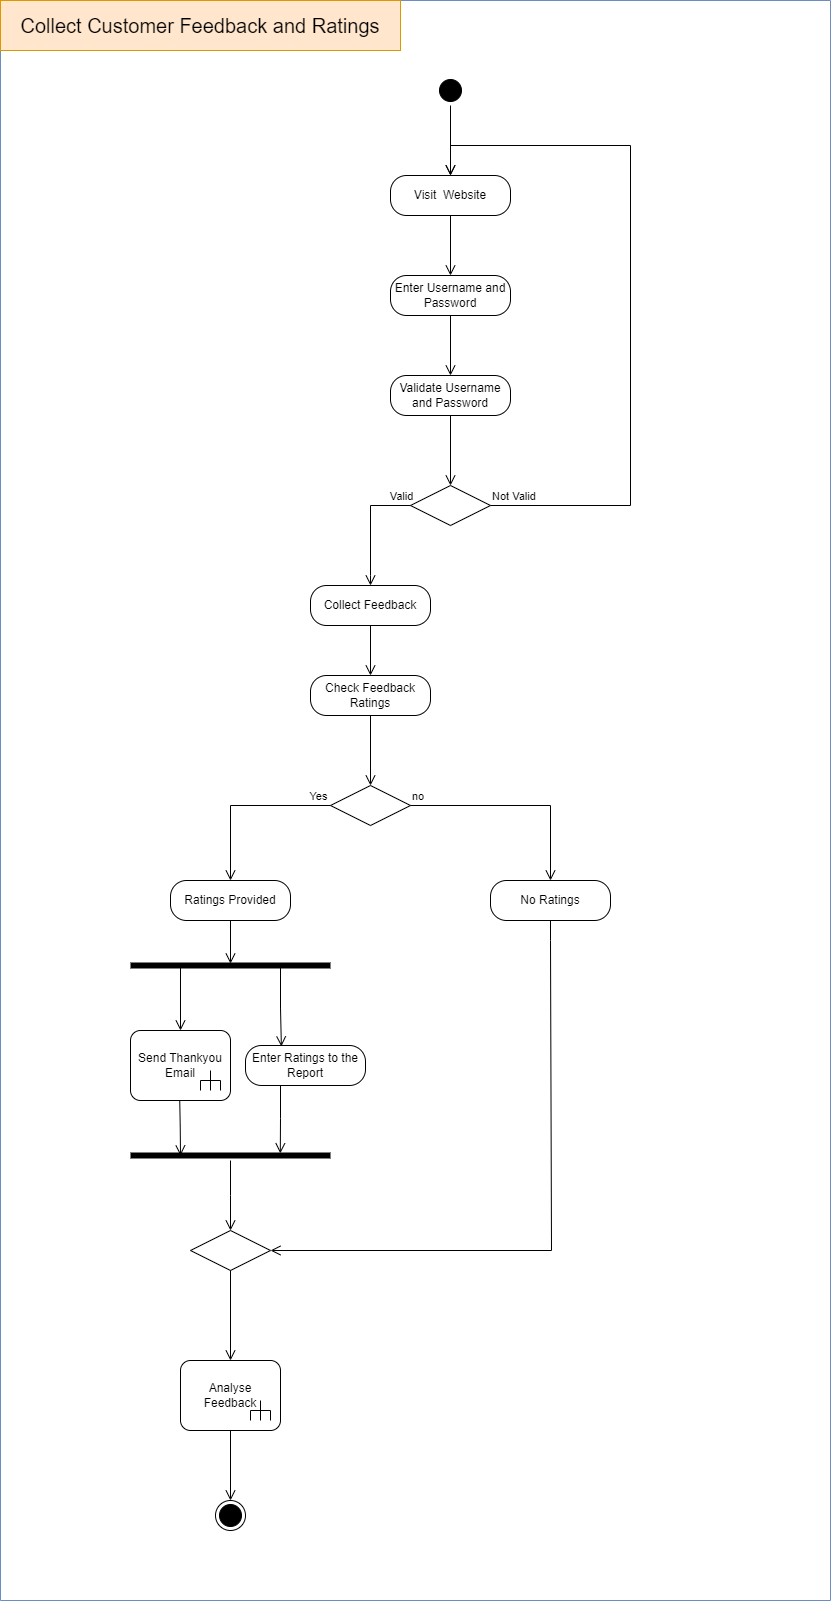 Collect Customer Feedback and Ratings
Visit  Website
Enter Username and
Password
Validate Username
and Password
Valid
Not Valid
Collect Feedback
Check Feedback
Ratings
Yes
no
Ratings Provided
No Ratings
Send Thankyou
Email
Enter Ratings to the
Report
Analyse
Feedback